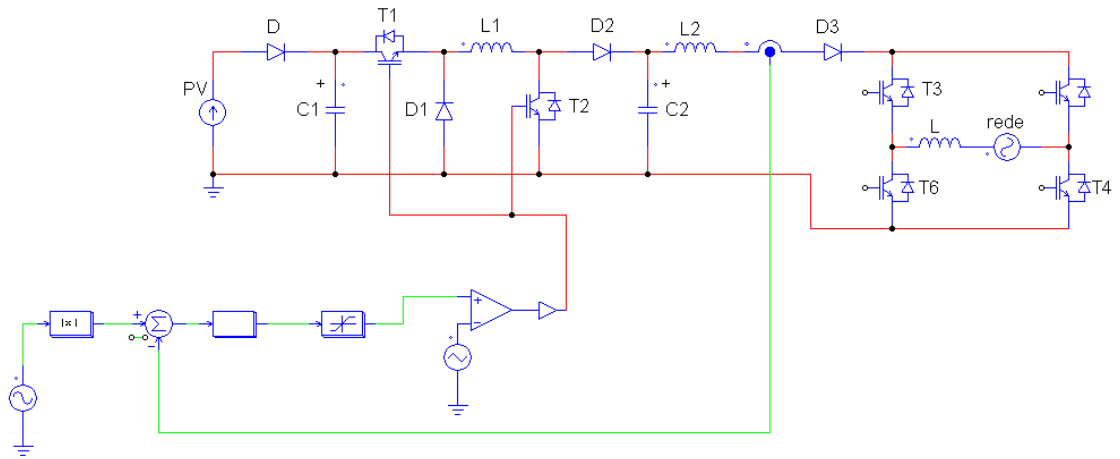 D
T1
L1
D2
L2
D3
PV
C1
D1
T2
C2
T3
L
rede
T6
T4
+
+
|x|
+
Σ
−
+
−